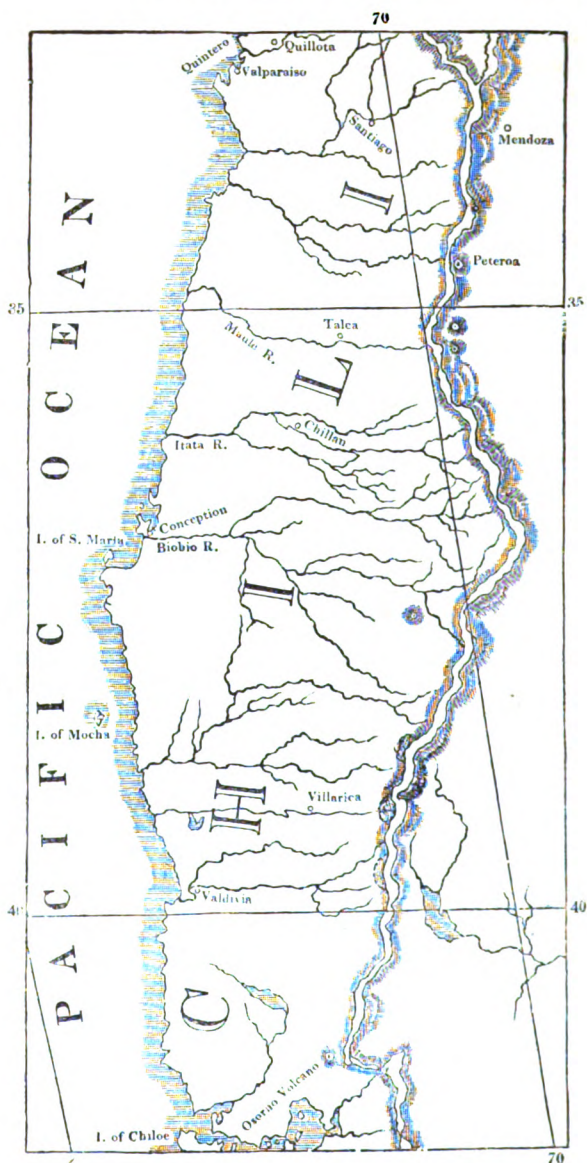 70
Quintero
Quillota
Valparaiso
Santiago
Mendoza
Peteroa
35
35
Maule R.
Talca
Chillan
Itata R.
Conception
I. of S. Maria
Biobio R.
I. of Mocha
Villarica
Valdivia
40
40
Osorno Volcano
I. of Chiloe
70
PACIFIC OCEAN
CHILI